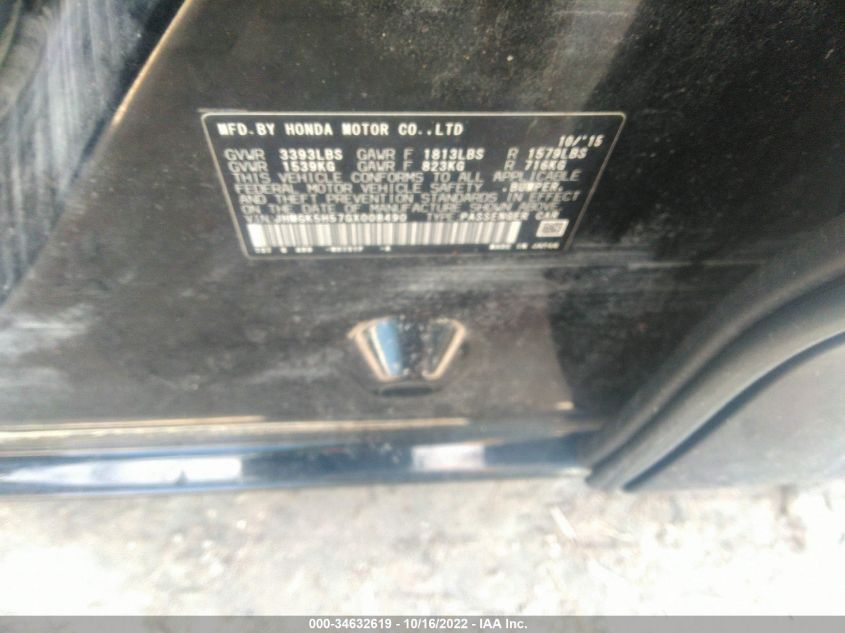 MFD.BY HONDA MOTOR CO.,LTD
10/'15
GVWR 3393LBS GAWR F 1813LBS R 1579LBS
GVWR 1539KG GAWR F 823KG R 716KG
THIS VEHICLE CONFORMS TO ALL APPLICABLE
FEDERAL MOTOR VEHICLE SAFETY ,BUMPER,
AND THEFT PREVENTION STANDARDS IN EFFECT
ON THE DATE OF MANUFACTURE SHOWN ABOVE.
VIN: TYPE:PASSENGER CAR
MADE IN JAPAN
000-34632619 - 10/16/2022 - IAA Inc.